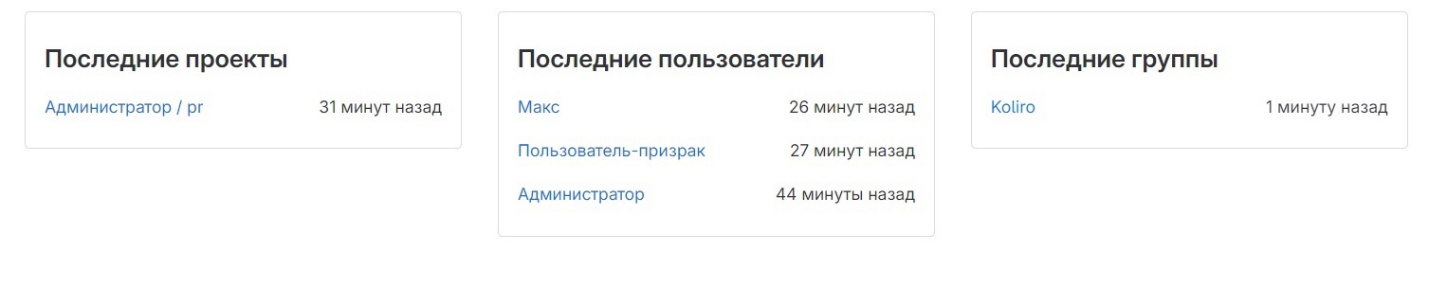 Последние проекты
Администратор / pr 31 минут назад
Последние пользователи
Макс 26 минут назад
Пользователь-призрак 27 минут назад
Администратор 44 минуты назад
Последние группы
Koliro 1 минуту назад